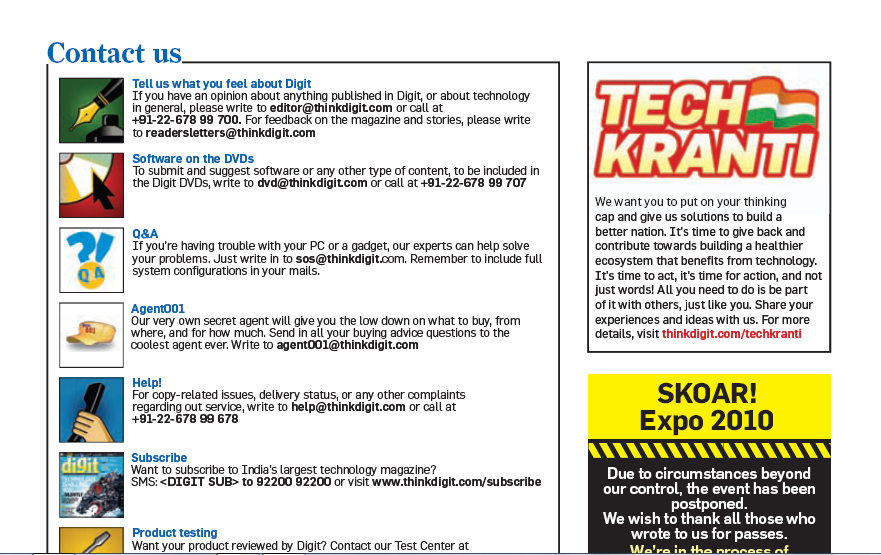 Contact us
Tell us what you feel about Digit
If you have an opinion about anything published in Digit, or about technology
in general, please write to editor@thinkdigit.com or call at
+91-22-678 99 700. For feedback on the magazine and stories, please write
to readersletters@thinkdigit.com
Software on the DVDs
To submit and suggest software or any other type of content, to be included in
the Digit DVDs, write to dvd@thinkdigit.com or call at +91-22-678 99 707
?!
Q A
Q&A
If you're having trouble with your PC or a gadget, our experts can help solve
your problems. Just write in to sos@thinkdigit.com. Remember to include full
system configurations in your mails.
Agent001
Our very own secret agent will give you the low down on what to buy, from
where, and for how much. Send in all your buying advice questions to the
coolest agent ever. Write to agent001@thinkdigit.com
Help!
For copy-related issues, delivery status, or any other complaints
regarding out service, write to help@thinkdigit.com or call at
+91-22-678 99 678
digit
Subscribe
Want to subscribe to India's largest technology magazine?
SMS: <DIGIT SUB> to 92200 92200 or visit www.thinkdigit.com/subscribe
Product testing
Want your product reviewed by Digit? Contact our Test Center at
TECH
KRANTI
We want you to put on your thinking
cap and give us solutions to build a
better nation. It's time to give back and
contribute towards building a healthier
ecosystem that benefits from technology.
It's time to act, it's time for action, and not
just words! All you need to do is be part
of it with others, just like you. Share your
experiences and ideas with us. For more
details, visit thinkdigit.com/techkranti
SKOAR!
Expo 2010
Due to circumstances beyond
our control, the event has been
postponed.
We wish to thank all those who
wrote to us for passes.
We're in the process of